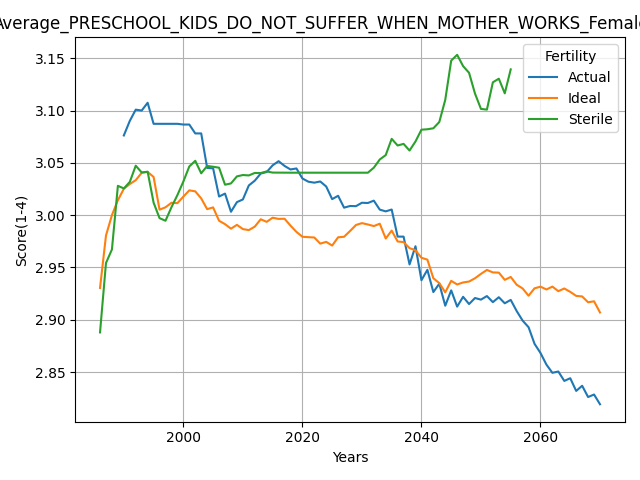 Average_PRESCHOOL_KIDS_DO_NOT_SUFFER_WHEN_MOTHER_WORKS_Female
Fertility
Actual
Ideal
Sterile
Score(1-4)
3.15
3.10
3.05
3.00
2.95
2.90
2.85
2000
2020
2040
2060
Years